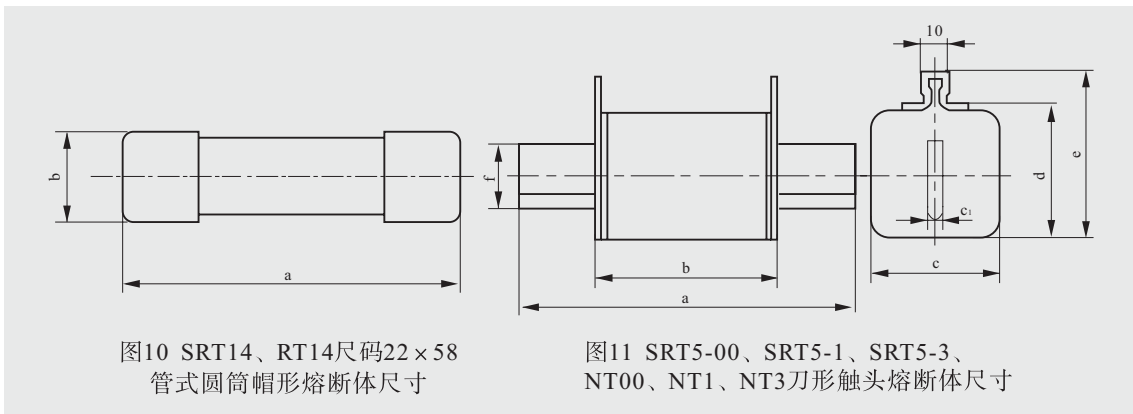 10
b
a
f
b
a
c₁
c
d
e
图10 SRT14、RT14尺码22×58
管式圆筒帽形熔断体尺寸
图11 SRT5-00、SRT5-1、SRT5-3、
NT00、NT1、NT3刀形触头熔断体尺寸